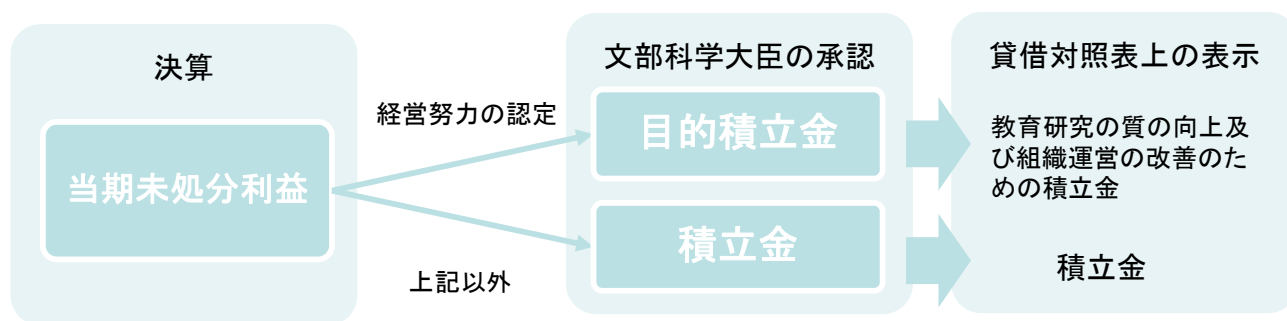 決算
当期未処分利益
経営努力の認定
上記以外
文部科学大臣の承認
目的積立金
積立金
貸借対照表上の表示
教育研究の質の向上及
び組織運営の改善のた
めの積立金
積立金